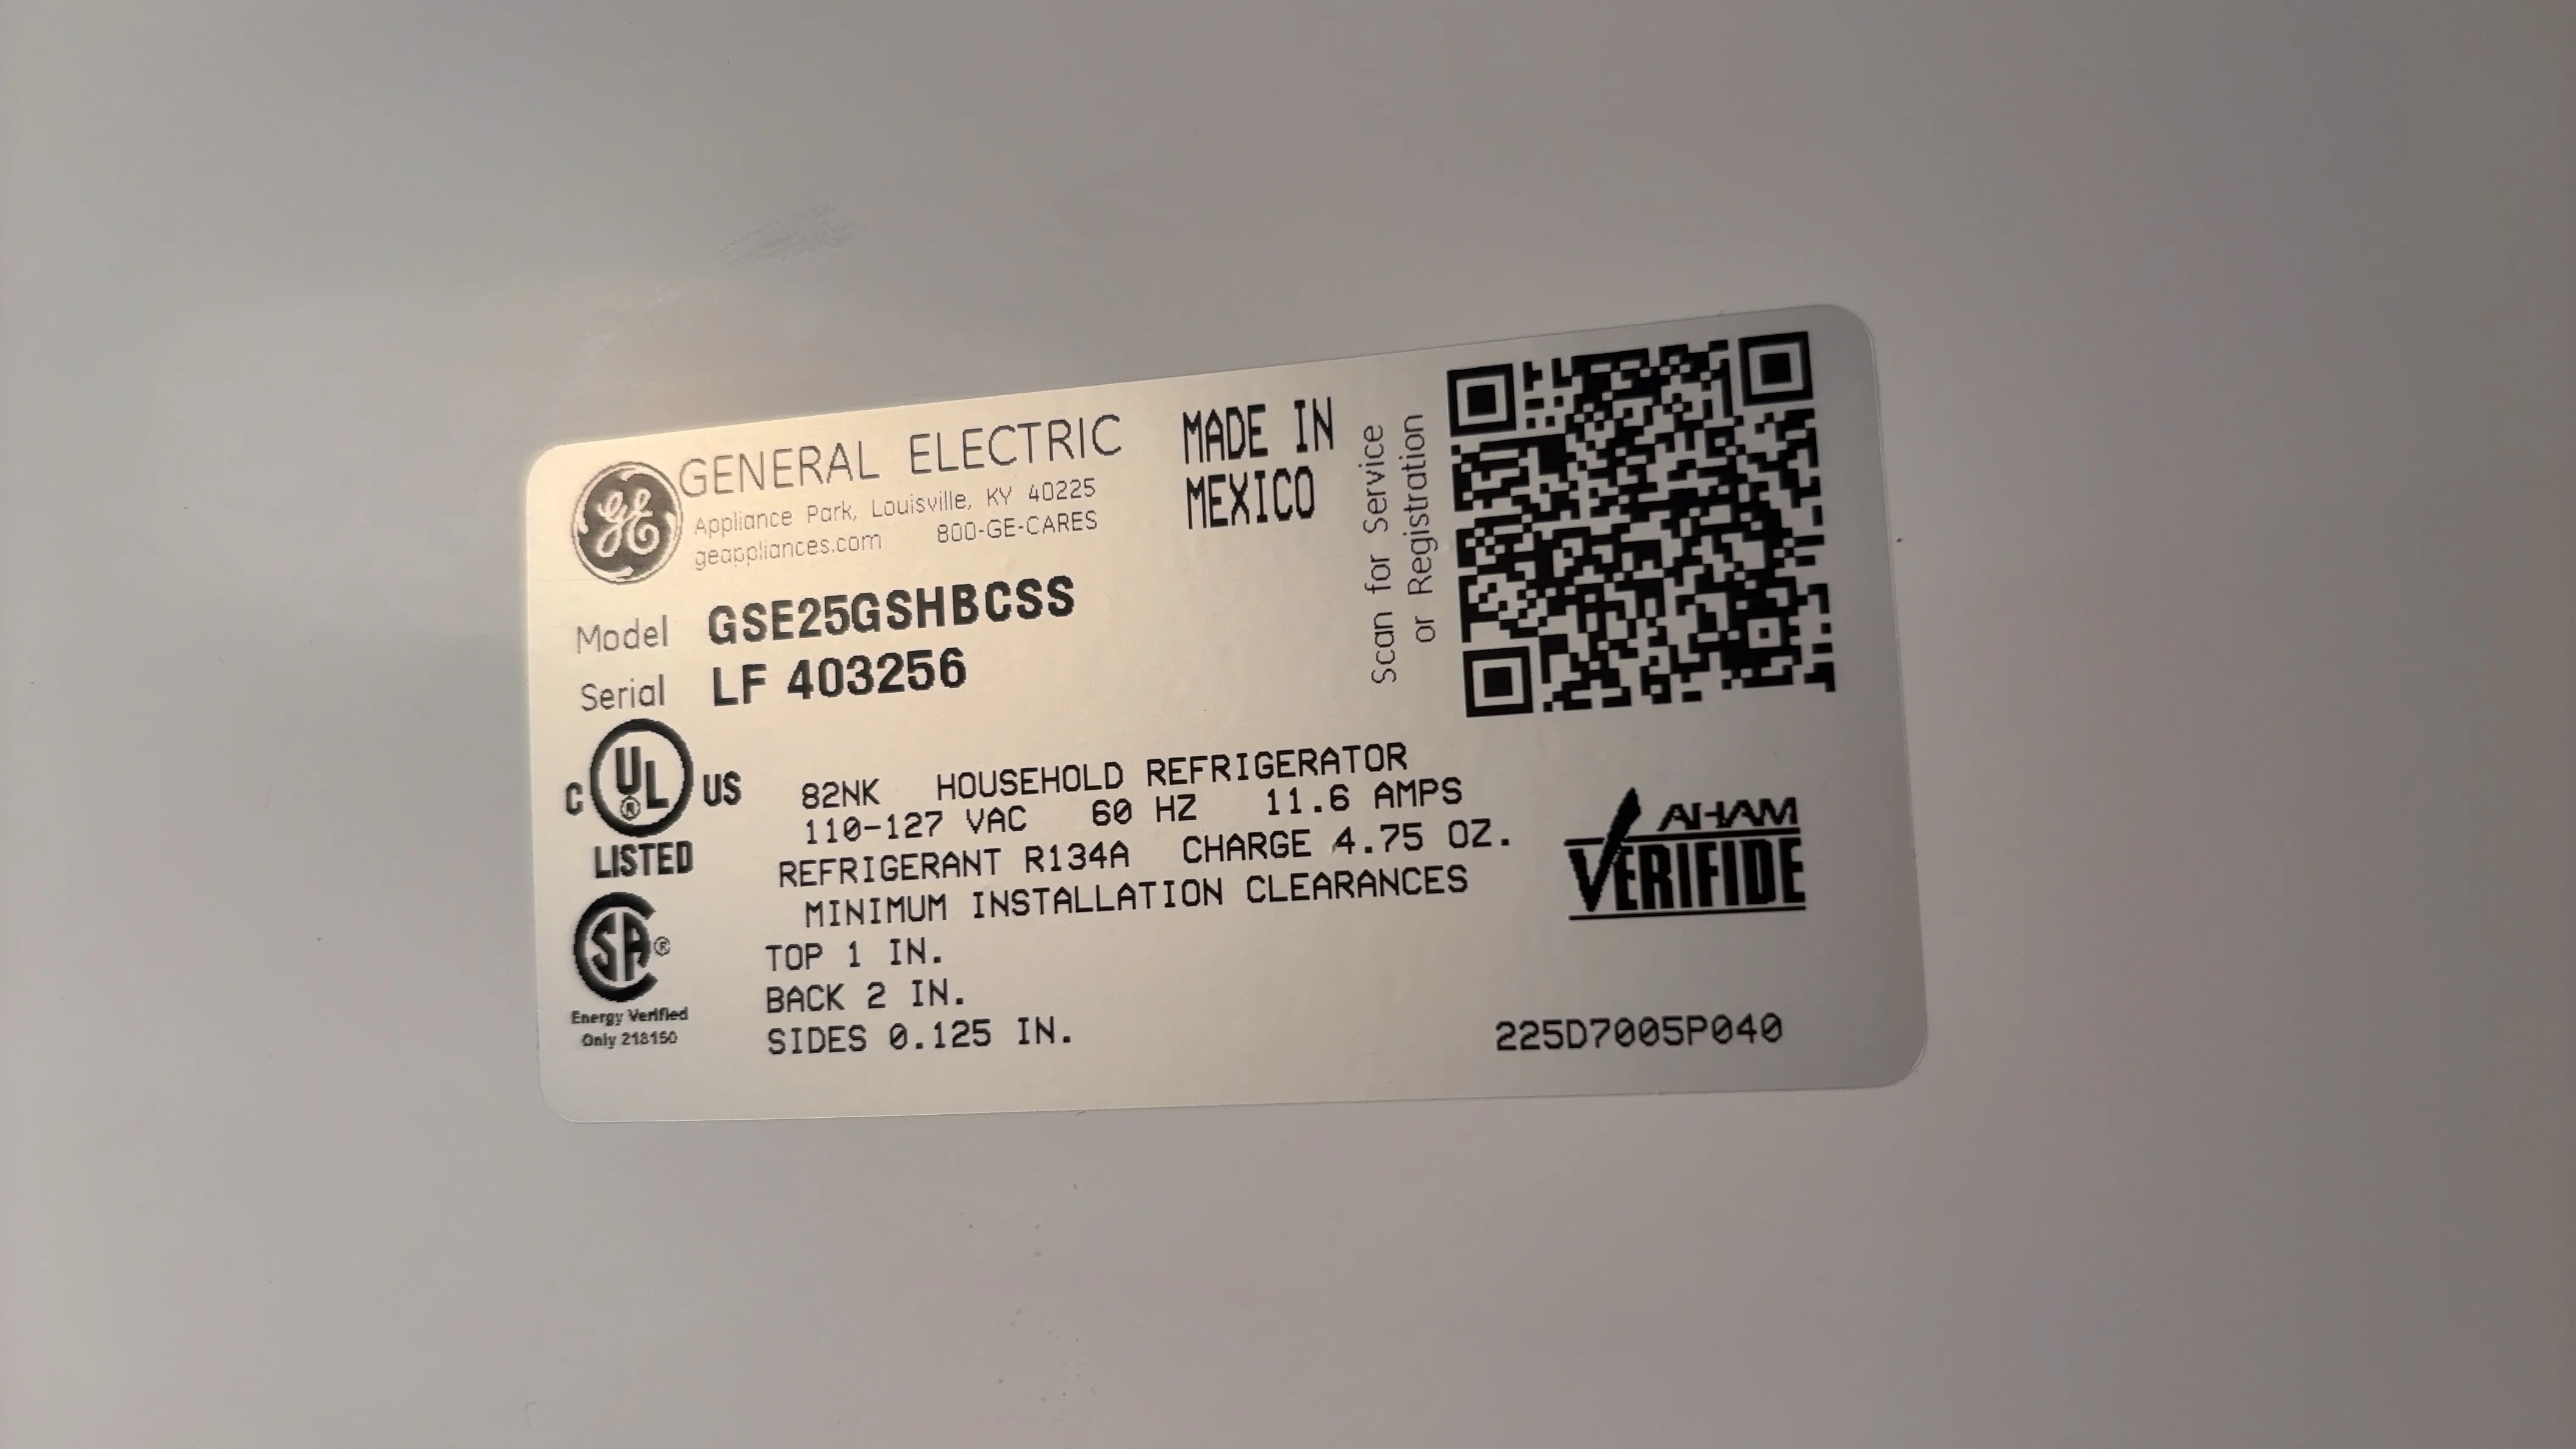 GE GENERAL ELECTRIC
Appliance Park, Louisville, KY 40225
geappliances.com 800-GE-CARES
MADE IN
MEXICO
Scan for Service
or Registration
Model GSE25GSHBCSS
Serial LF 403256
C UL® US
LISTED
82NK HOUSEHOLD REFRIGERATOR
110-127 VAC 60 HZ 11.6 AMPS
REFRIGERANT R134A CHARGE 4.75 OZ.
MINIMUM INSTALLATION CLEARANCES
TOP 1 IN.
BACK 2 IN.
SIDES 0.125 IN.
AHAM
VERIFIDE
CSA®
Energy Verified
Only 218150
225D7005P040